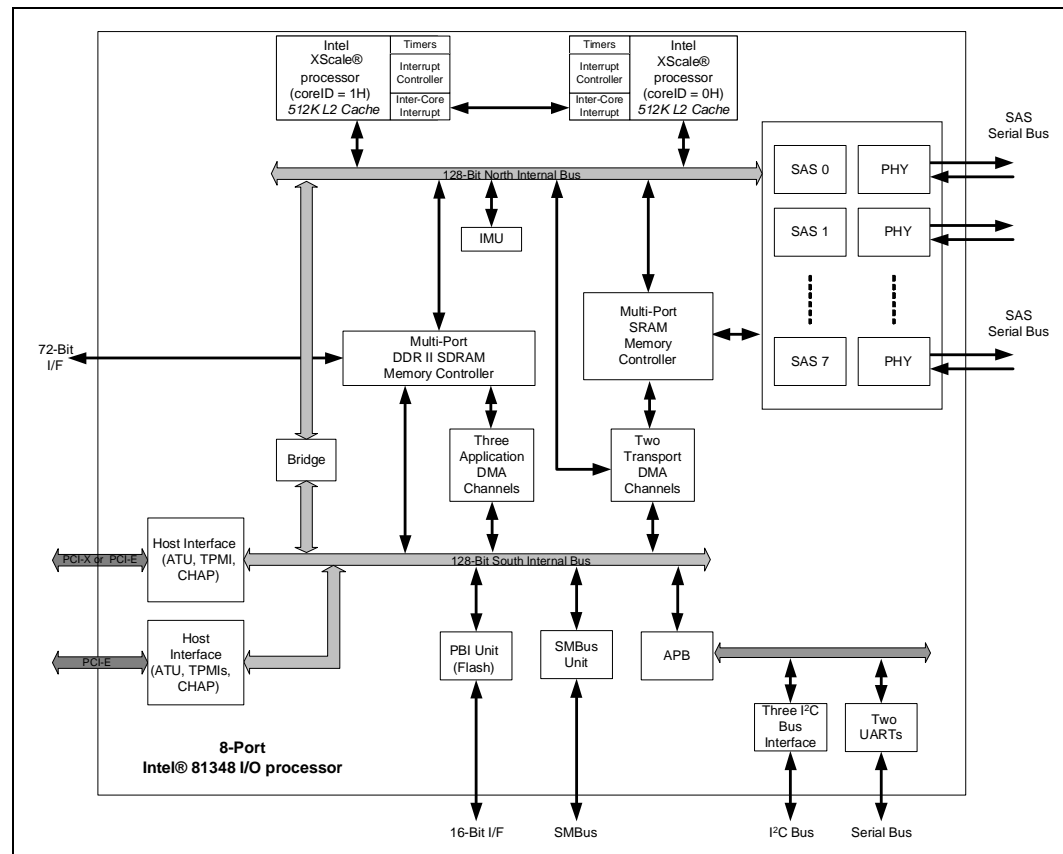 Intel
XScale®
processor
(coreID = 1H)
512K L2 Cache
Timers
Interrupt
Controller
Inter-Core
Interrupt
Timers
Interrupt
Controller
Inter-Core
Interrupt
Intel
XScale®
processor
(coreID = 0H)
512K L2 Cache
SAS
Serial Bus
128-Bit North Internal Bus
SAS 0
PHY
SAS 1
PHY
IMU
Multi-Port
SRAM
Memory
Controller
SAS
Serial Bus
72-Bit
I/F
Multi-Port
DDR II SDRAM
Memory Controller
SAS 7
PHY
Bridge
Three
Application
DMA
Channels
Two
Transport
DMA
Channels
PCI-X or PCI-E
Host Interface
(ATU, TPMI,
CHAP)
128-Bit South Internal Bus
PCI-E
Host
Interface
(ATU, TPMIs,
CHAP)
PBI Unit
(Flash)
SMBus
Unit
APB
Three I²C
Bus
Interface
Two
UARTs
8-Port
Intel® 81348 I/O processor
16-Bit I/F
SMBus
I²C Bus
Serial Bus